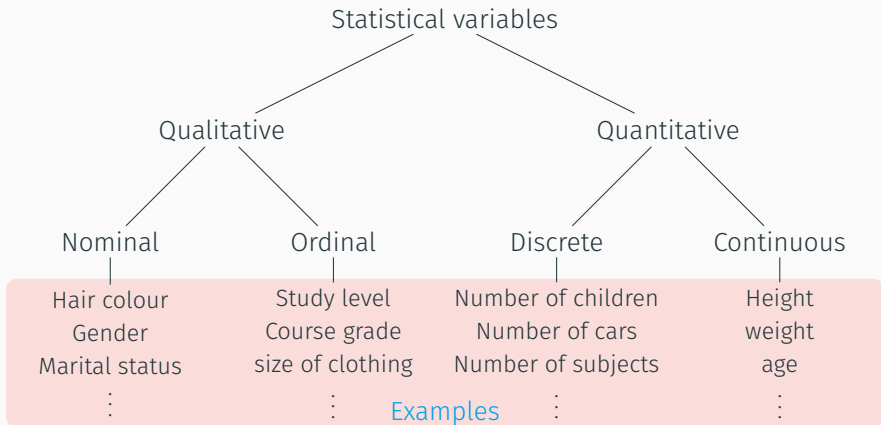 Statistical variables
Qualitative
Quantitative
Nominal
Ordinal
Discrete
Continuous
Hair colour
Gender
Marital status
⋮
Study level
Course grade
size of clothing
⋮
Number of children
Number of cars
Number of subjects
⋮
Height
weight
age
⋮
Examples